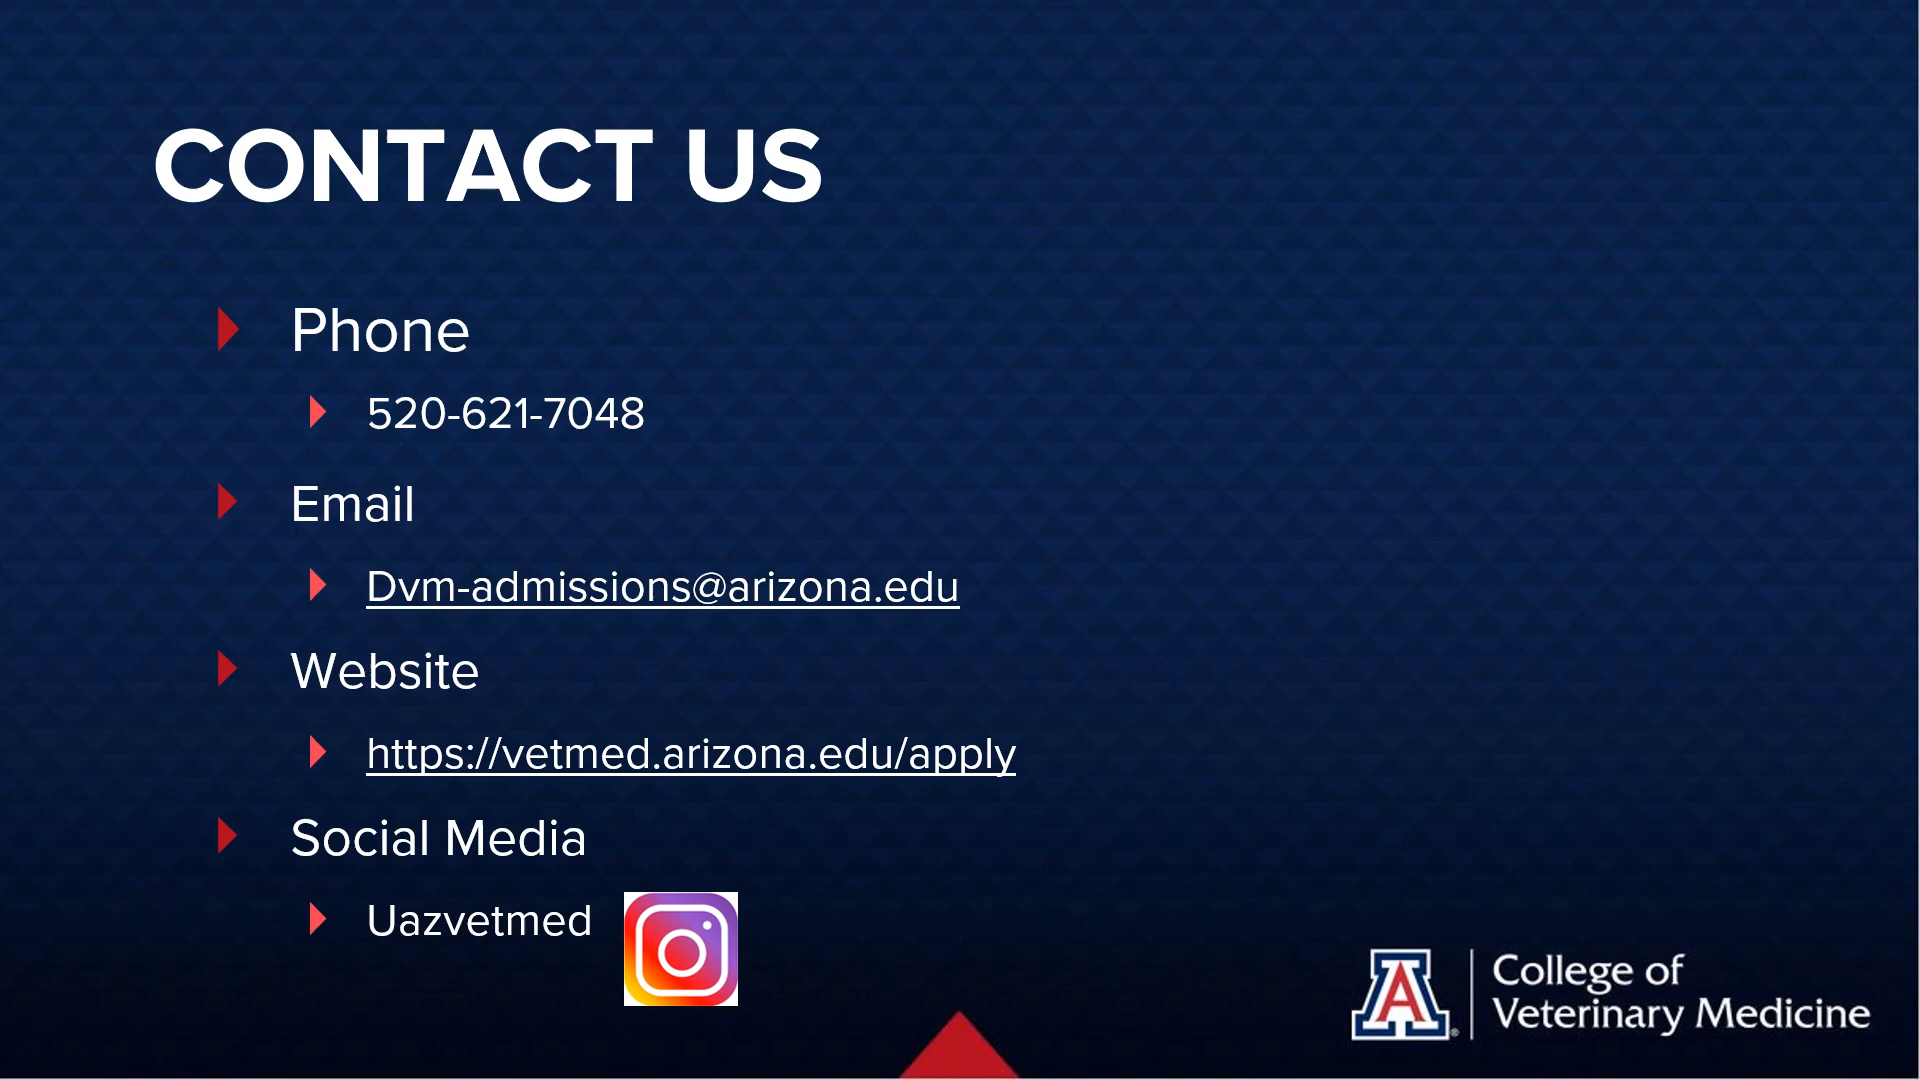 CONTACT US
Phone
520-621-7048
Email
Dvm-admissions@arizona.edu
Website
https://vetmed.arizona.edu/apply
Social Media
Uazvetmed
A®
College of
Veterinary Medicine